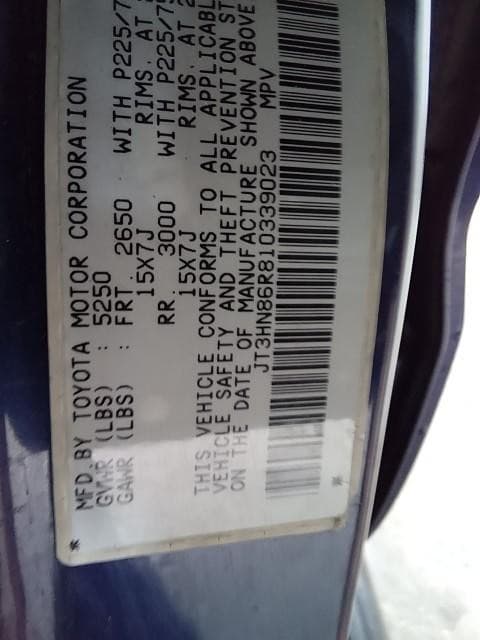 MFD.BY TOYOTA MOTOR CORPORATION
GVWR (LBS) : 5250
GAWR (LBS) : FRT. 2650 WITH P225/7
15X7J RIMS. AT
RR. 3000 WITH P225/75
15X7J RIMS. AT 2
THIS VEHICLE CONFORMS TO ALL APPLICABL
VEHICLE SAFETY AND THEFT PREVENTION ST
ON THE DATE OF MANUFACTURE SHOWN ABOVE.
JT3HN86R810339023 MPV